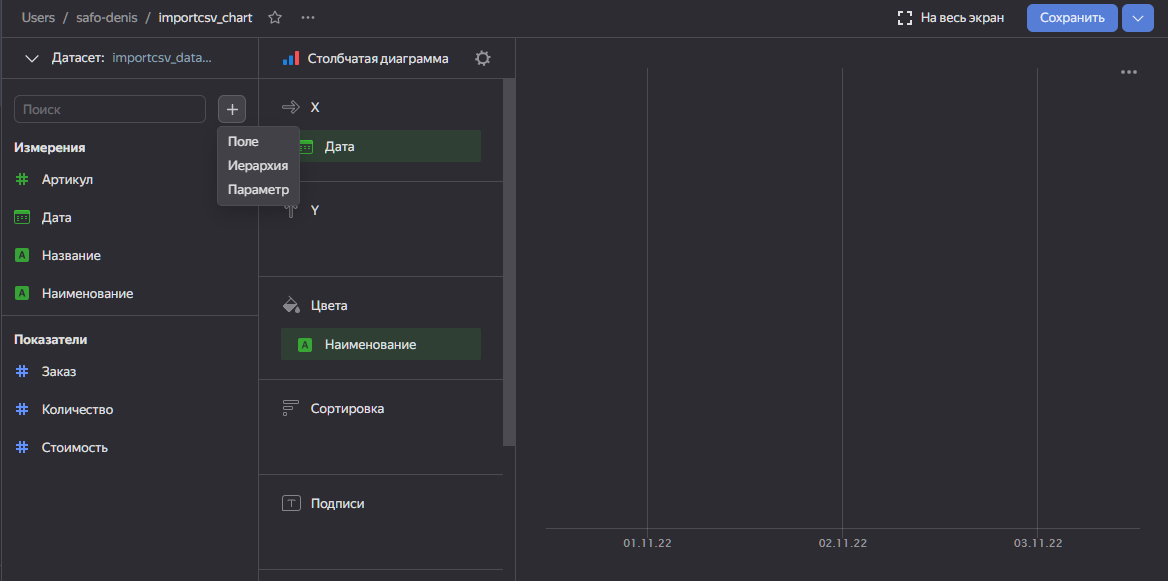 Users / safo-denis / importcsv_chart
На весь экран
Сохранить
Датасет: importcsv_data...
Поиск
Поле
Иерархия
Параметр
Измерения
Артикул
Дата
Название
Наименование
Показатели
Заказ
Количество
Стоимость
Столбчатая диаграмма
X
Дата
Y
Цвета
Наименование
Сортировка
Подписи
01.11.22
02.11.22
03.11.22